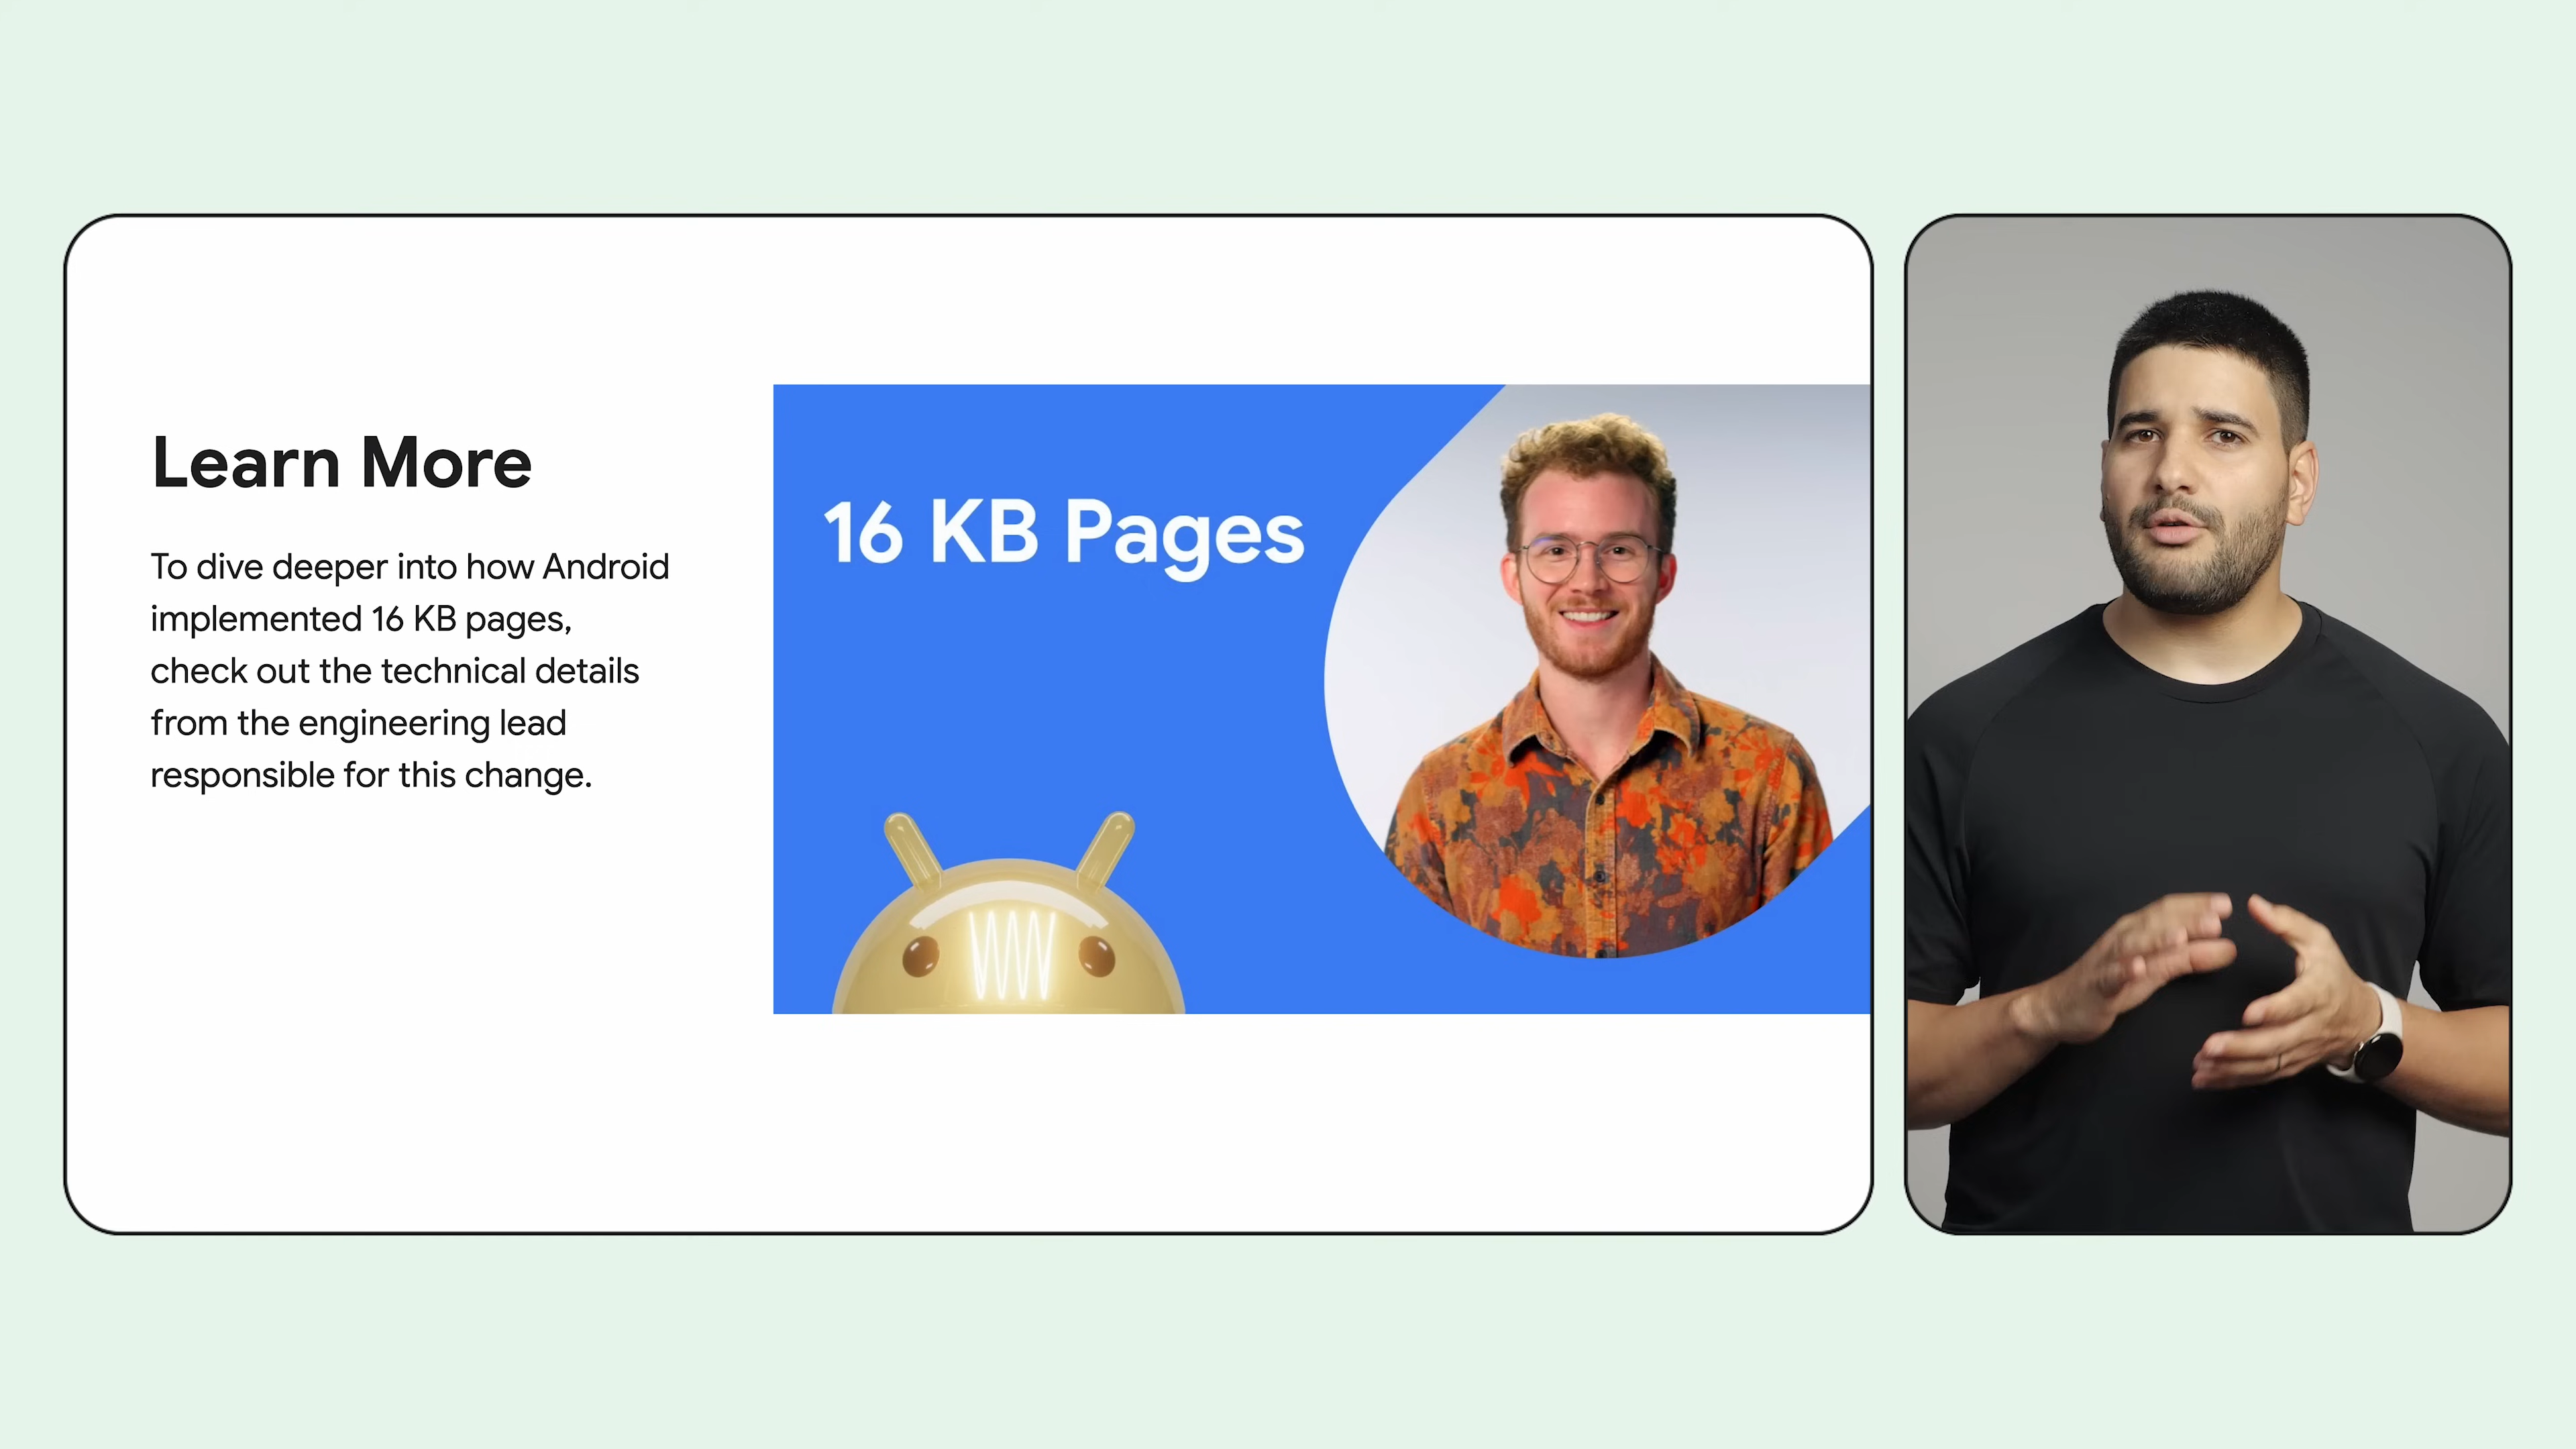 Learn More
To dive deeper into how Android
implemented 16 KB pages,
check out the technical details
from the engineering lead
responsible for this change.
16 KB Pages